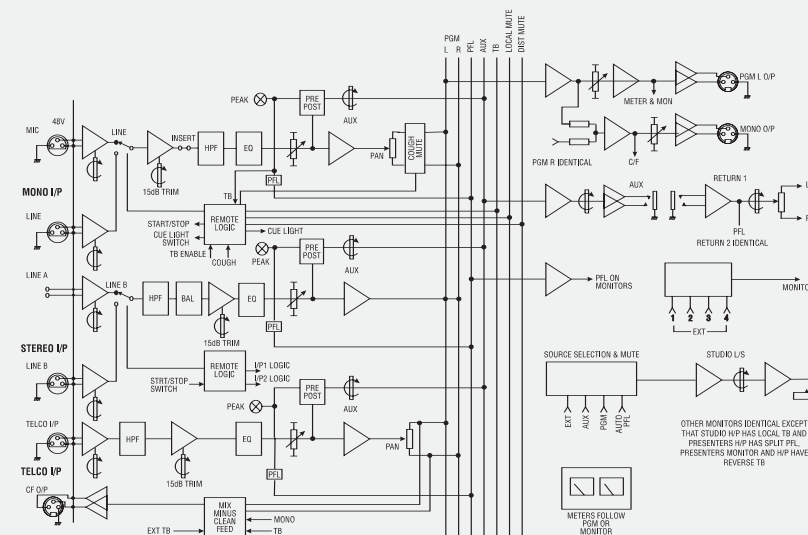 PGM
L R PFL AUX TB LOCAL MUTE DIST MUTE
MIC
48V
LINE
INSERT
HPF
EQ
15dB TRIM
PEAK
PRE
POST
AUX
PAN
COUGH
MUTE
PFL
TB
MONO I/P
LINE
START/STOP
CUE LIGHT
SWITCH
TB ENABLE
COUGH
REMOTE
LOGIC
CUE LIGHT
PEAK
PRE
POST
AUX
LINE A
LINE B
HPF
BAL
15dB TRIM
EQ
PFL
STEREO I/P
LINE B
STRT/STOP
SWITCH
REMOTE
LOGIC
I/P1 LOGIC
I/P2 LOGIC
PEAK
PRE
POST
AUX
TELCO I/P
HPF
15dB TRIM
EQ
PAN
PFL
TELCO I/P
CF O/P
EXT TB
MIX
MINUS
CLEAN
FEED
MONO
TB
PGM L O/P
METER & MON
MONO O/P
PGM R IDENTICAL
C/F
AUX
RETURN 1
L
PFL
RETURN 2 IDENTICAL
PFL ON
MONITORS
1 2 3 4
EXT
SOURCE SELECTION & MUTE
EXT AUX PGM AUTO PFL
STUDIO L/S
OTHER MONITORS IDENTICAL EXCEPT
THAT STUDIO H/P HAS LOCAL TB AND
PRESENTERS H/P HAS SPLIT PFL,
PRESENTERS MONITOR AND H/P HAVE
REVERSE TB
METERS FOLLOW
PGM OR
MONITOR